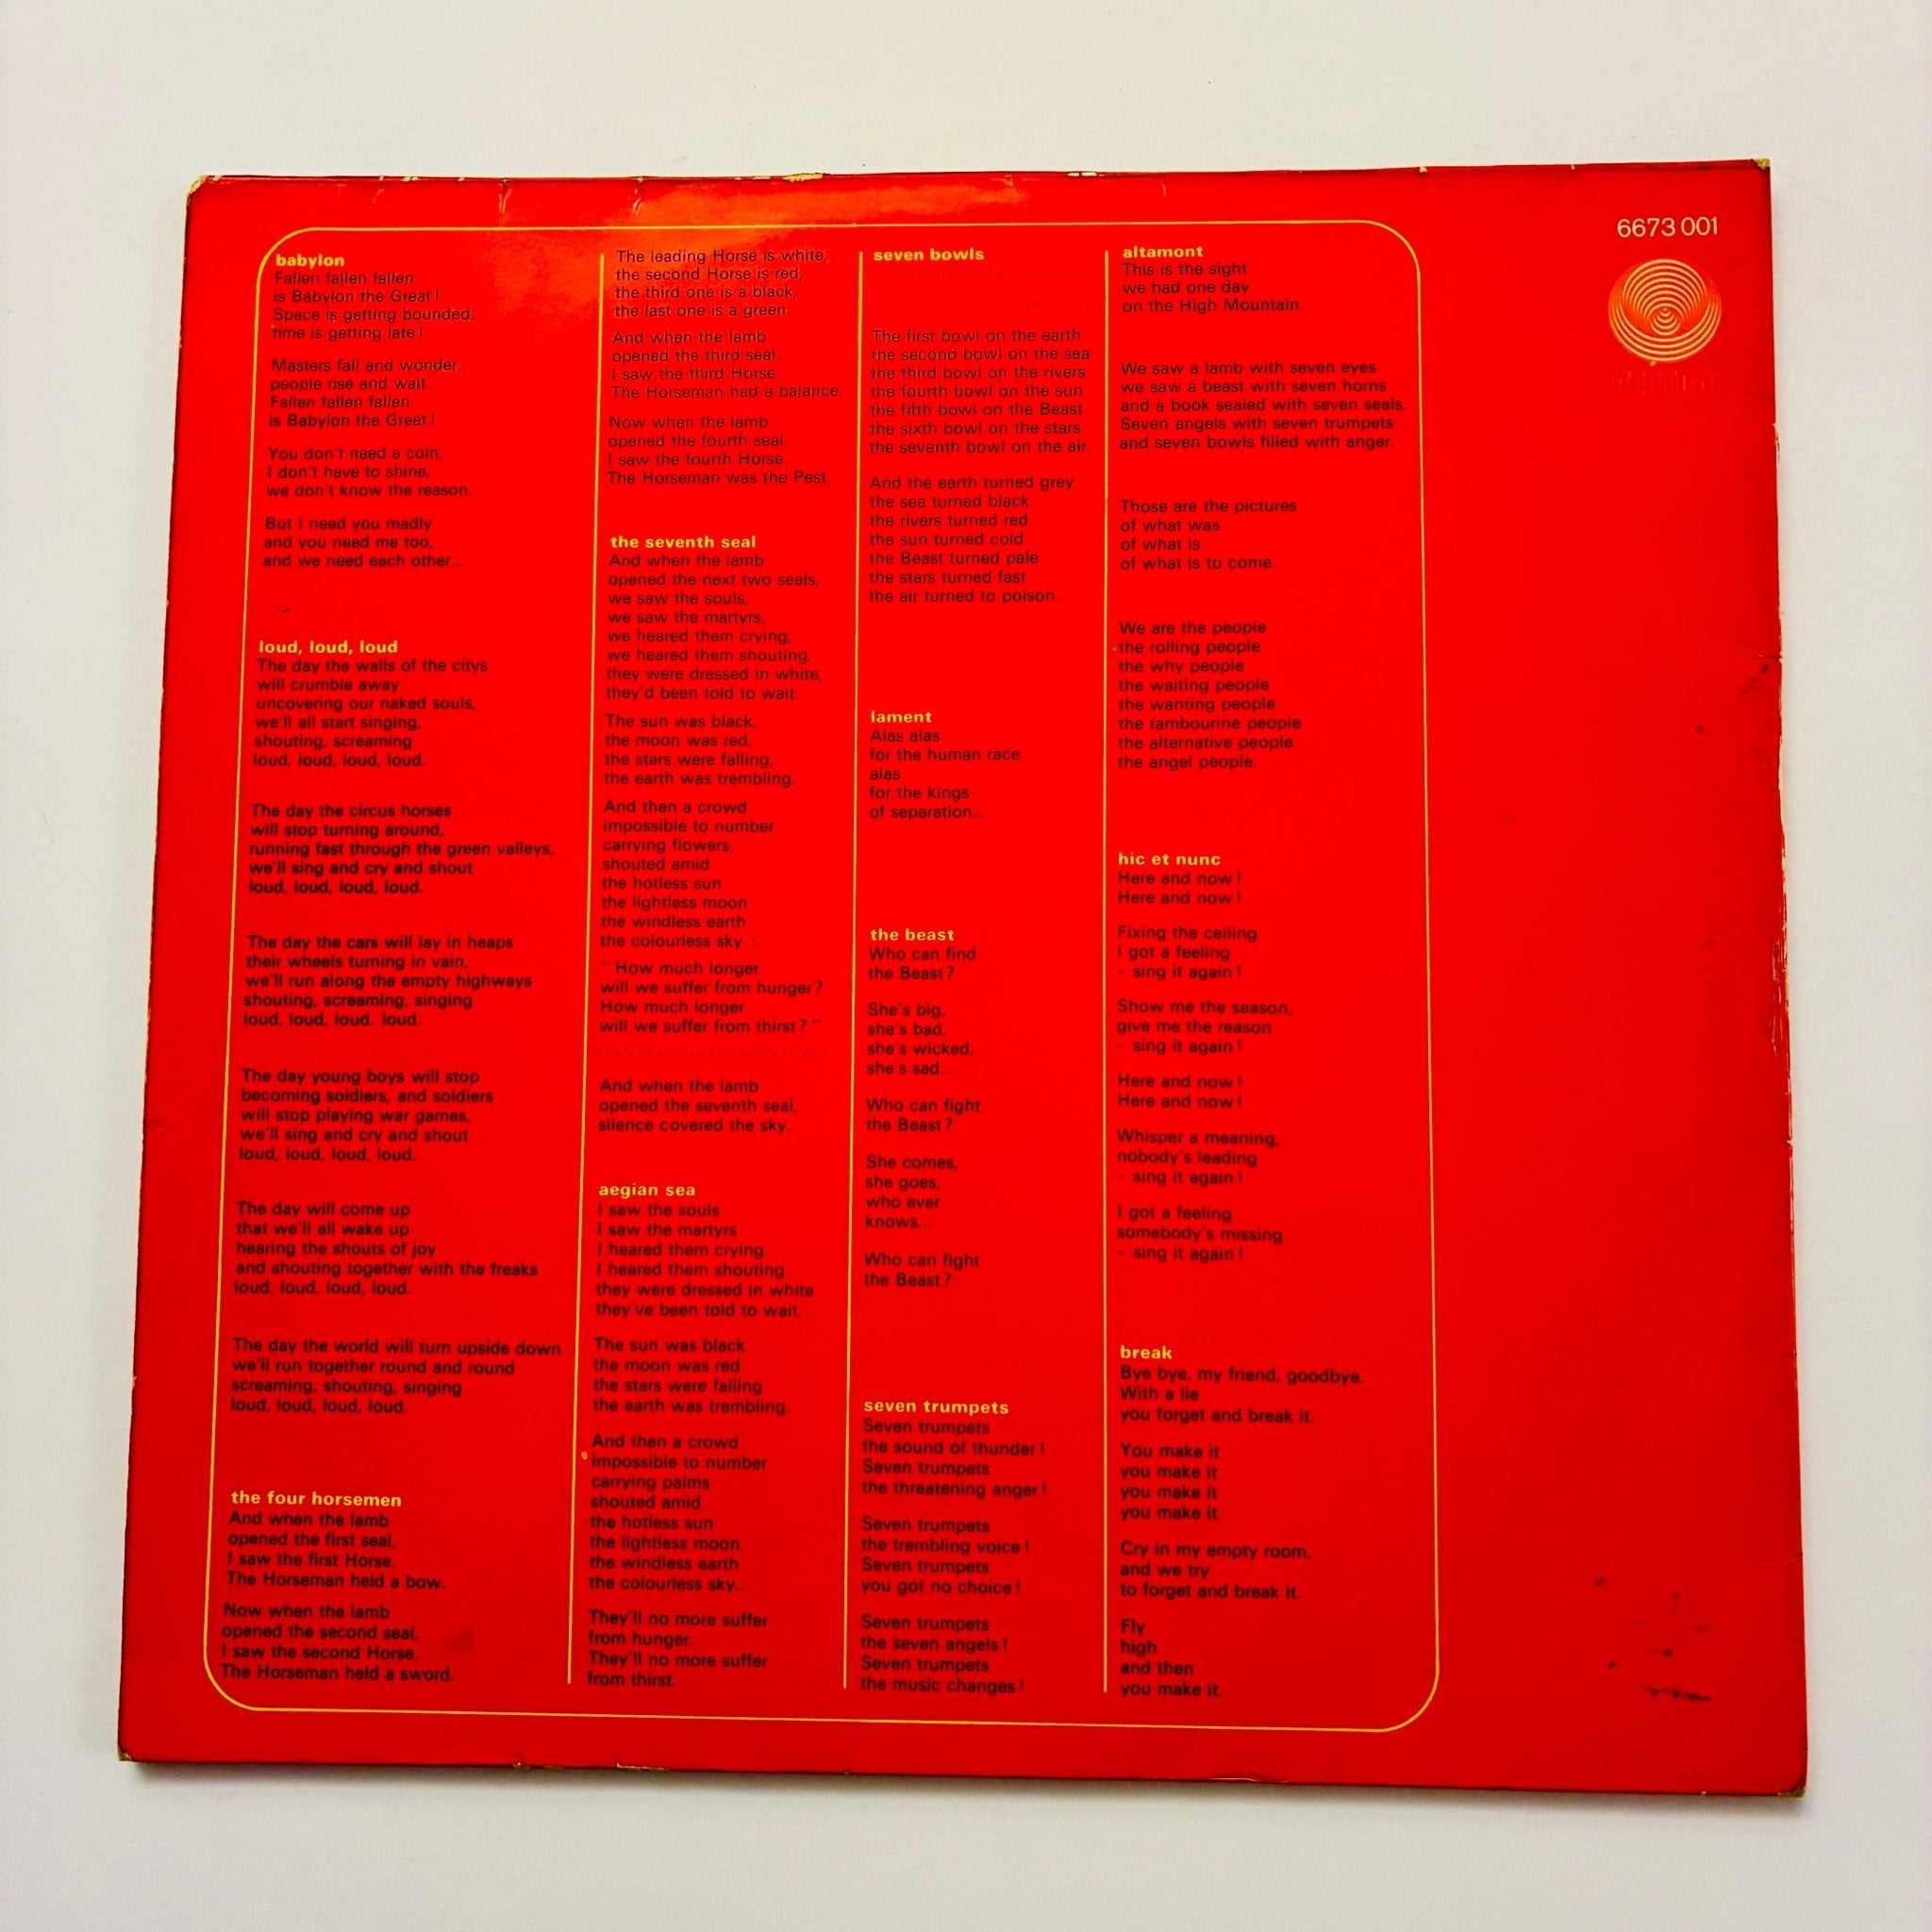 babylon
Fallen fallen fallen
is Babylon the Great !
Space is getting bounded,
time is getting late !
Masters fall and wonder,
people rise and wait.
Fallen fallen fallen
is Babylon the Great !
You don't need a coin,
I don't have to shine,
we don't know the reason.
But I need you madly
and you need me too,
and we need each other...
loud, loud, loud
The day the walls of the citys
will crumble away
uncovering our naked souls,
we'll all start singing,
shouting, screaming
loud, loud, loud, loud.
The day the circus horses
will stop turning around,
running fast through the green valleys,
we'll sing and cry and shout
loud, loud, loud, loud.
The day the cars will lay in heaps
their wheels turning in vain,
we'll run along the empty highways
shouting, screaming, singing
loud, loud, loud, loud.
The day young boys will stop
becoming soldiers, and soldiers
will stop playing war games,
we'll sing and cry and shout
loud, loud, loud, loud.
The day will come up
that we'll all wake up
hearing the shouts of joy
and shouting together with the freaks
loud, loud, loud, loud.
The day the world will turn upside down
we'll run together round and round
screaming, shouting, singing
loud, loud, loud, loud.
the four horsemen
And when the lamb
opened the first seal,
I saw the first Horse.
The Horseman held a bow.
Now when the lamb
opened the second seal,
I saw the second Horse.
The Horseman held a sword.
The leading Horse is white,
the second Horse is red,
the third one is a black,
the last one is a green.
And when the lamb
opened the third seal,
I saw the third Horse.
The Horseman had a balance.
Now when the lamb
opened the fourth seal,
I saw the fourth Horse.
The Horseman was the Pest.
the seventh seal
And when the lamb
opened the next two seals,
we saw the souls,
we saw the martyrs,
we heared them crying,
we heared them shouting,
they were dressed in white,
they'd been told to wait.
The sun was black,
the moon was red,
the stars were falling,
the earth was trembling.
And then a crowd
impossible to number
carrying flowers,
shouted amid
the hotless sun
the lightless moon
the windless earth
the colourless sky :
" How much longer
will we suffer from hunger ?
How much longer
will we suffer from thirst ? "
. . . . . . . . . . . . . . . . . . . . . . .
And when the lamb
opened the seventh seal,
silence covered the sky.
aegian sea
I saw the souls
I saw the martyrs
I heared them crying
I heared them shouting
they were dressed in white
they've been told to wait.
The sun was black
the moon was red
the stars were falling
the earth was trembling.
And then a crowd
impossible to number
carrying palms
shouted amid
the hotless sun
the lightless moon
the windless earth
the colourless sky...
They'll no more suffer
from hunger.
They'll no more suffer
from thirst.
seven bowls
. . . . . . . . . . . . . . . . . . . . . . .
. . . . . . . . . . . . . . . . . . . . . . .
The first bowl on the earth
the second bowl on the sea
the third bowl on the rivers
the fourth bowl on the sun
the fifth bowl on the Beast
the sixth bowl on the stars
the seventh bowl on the air.
And the earth turned grey
the sea turned black
the rivers turned red
the sun turned cold
the Beast turned pale
the stars turned fast
the air turned to poison.
lament
Alas alas
for the human race
alas
for the kings
of separation...
the beast
Who can find
the Beast ?
She's big,
she's bad,
she's wicked,
she's sad...
Who can fight
the Beast ?
She comes,
she goes,
who ever
knows...
Who can fight
the Beast ?
seven trumpets
Seven trumpets
the sound of thunder !
Seven trumpets
the threatening anger !
Seven trumpets
the trembling voice !
Seven trumpets
you got no choice !
Seven trumpets
the seven angels !
Seven trumpets
the music changes !
altamont
This is the sight
we had one day
on the High Mountain.
We saw a lamb with seven eyes
we saw a beast with seven horns
and a book sealed with seven seals.
Seven angels with seven trumpets
and seven bowls filled with anger.
Those are the pictures
of what was
of what is
of what is to come.
We are the people
the rolling people
the why people
the waiting people
the wanting people
the tambourine people
the alternative people
the angel people.
hic et nunc
Here and now !
Here and now !
Fixing the ceiling
I got a feeling
- sing it again !
Show me the season,
give me the reason
- sing it again !
Here and now !
Here and now !
Whisper a meaning,
nobody's leading
- sing it again !
I got a feeling
somebody's missing
- sing it again !
break
Bye bye, my friend, goodbye.
With a lie
you forget and break it.
You make it
you make it
you make it
you make it.
Cry in my empty room,
and we try
to forget and break it.
Fly
high
and then
you make it.
6673 001
VERTIGO